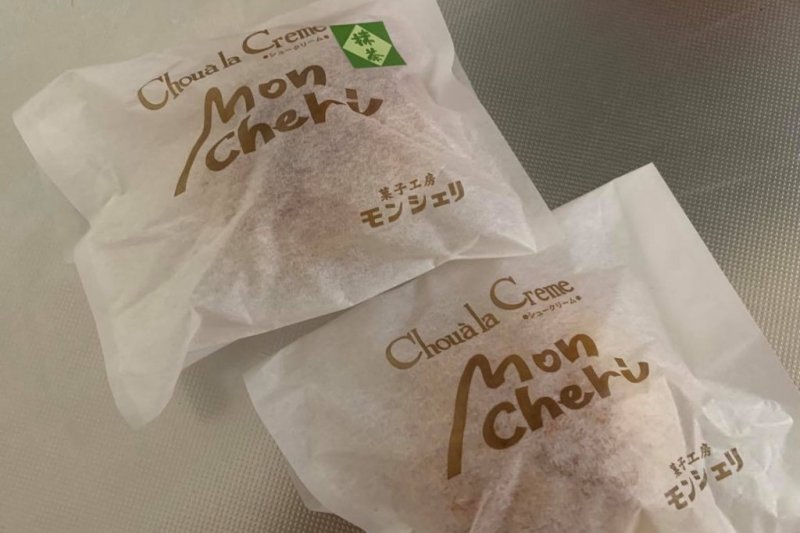 Chouà la Creme
●シュークリーム●
抹茶
Mon
cheri
菓子工房
モンシェリ
Chouà la Creme
●シュークリーム●
Mon
cheri
菓子工房
モンシェリ